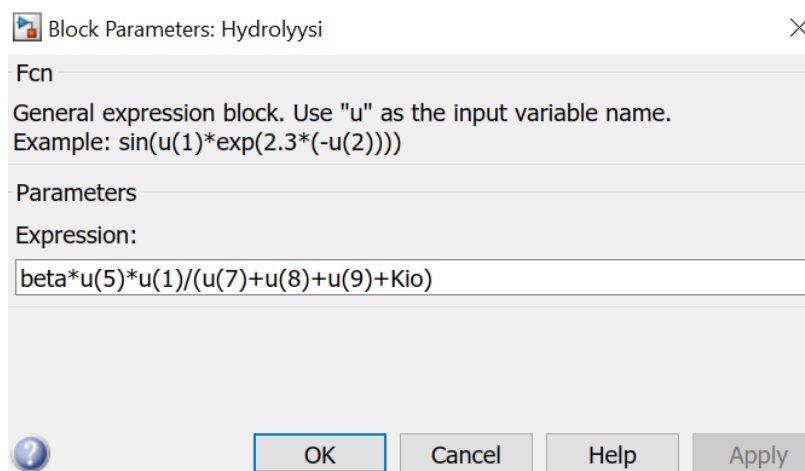 Block Parameters: Hydrolyysi
Fcn
General expression block. Use "u" as the input variable name.
Example: sin(u(1)*exp(2.3*(-u(2))))
Parameters
Expression:
beta*u(5)*u(1)/(u(7)+u(8)+u(9)+Kio)
? OK Cancel Help Apply